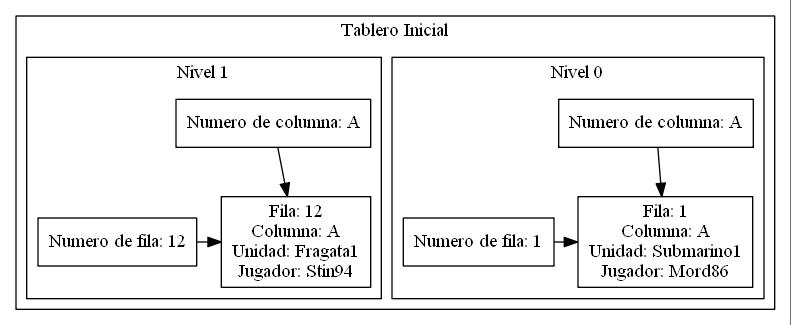 Tablero Inicial
Nivel 1
Numero de columna: A
Numero de fila: 12
Fila: 12
Columna: A
Unidad: Fragata1
Jugador: Stin94
Nivel 0
Numero de columna: A
Numero de fila: 1
Fila: 1
Columna: A
Unidad: Submarino1
Jugador: Mord86